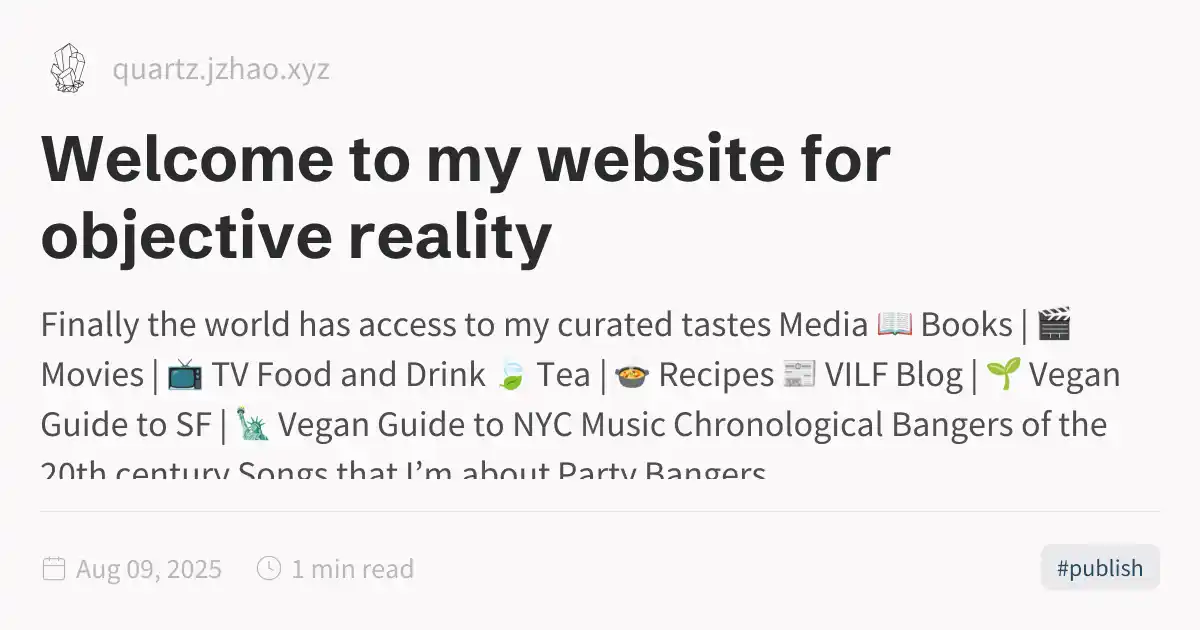 quartz.jzhao.xyz
Welcome to my website for
objective reality
Finally the world has access to my curated tastes Media 📖 Books | 🎬
Movies | 📺 TV Food and Drink 🍃 Tea | 🍲 Recipes 📰 VILF Blog | 🌱 Vegan
Guide to SF | 🗽 Vegan Guide to NYC Music Chronological Bangers of the
20th century Songs that I’m about Party Bangers
Aug 09, 2025 1 min read
#publish